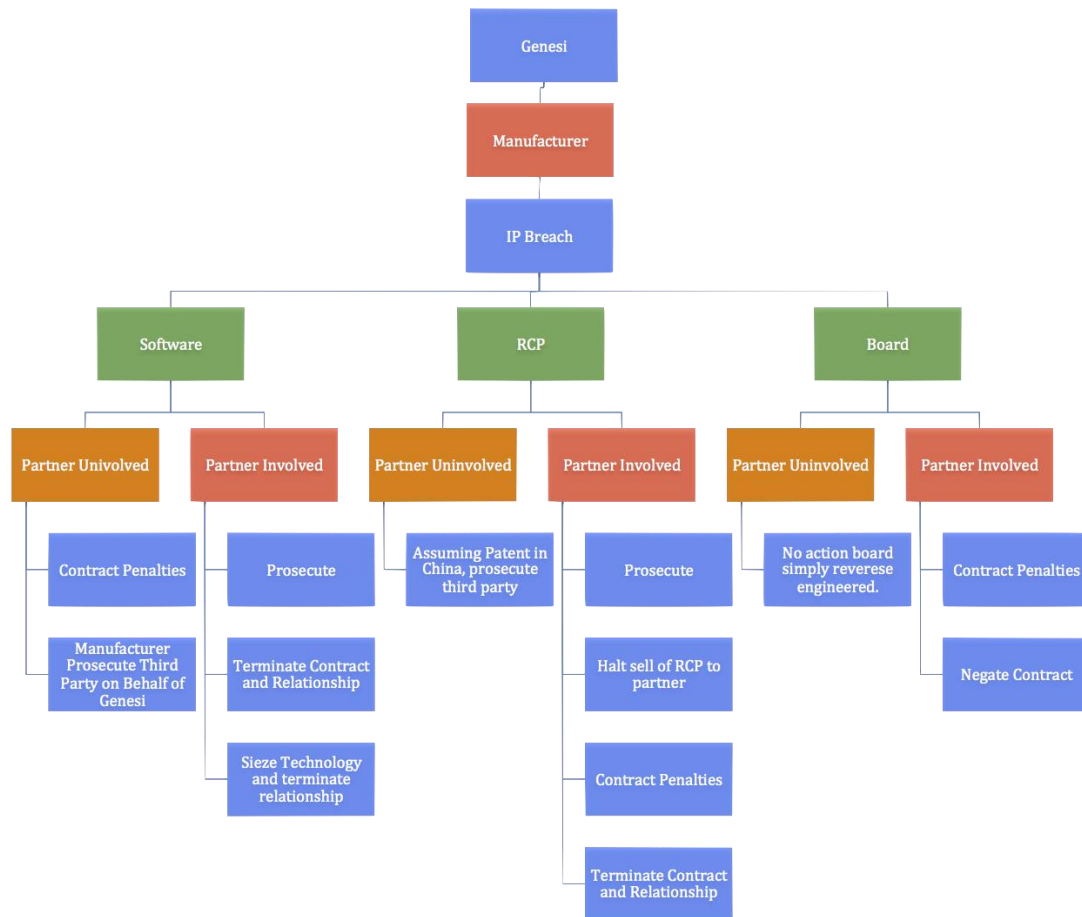 Genesi
Manufacturer
IP Breach
Software
RCP
Board
Partner Univolved
Partner Involved
Partner Uninvolved
Partner Involved
Partner Uninvolved
Partner Involved
Contract Penalties
Manufacturer
Prosecute Third
Party on Behalf of
Genesi
Prosecute
Terminate Contract
and Relationship
Sieze Technology
and terminate
relationship
Assuming Patent in
China, prosecute
third party
Prosecute
Halt sell of RCP to
partner
Contract Penalties
Terminate Contract
and Relationship
No action board
simply reverese
engineered.
Contract Penalties
Negate Contract